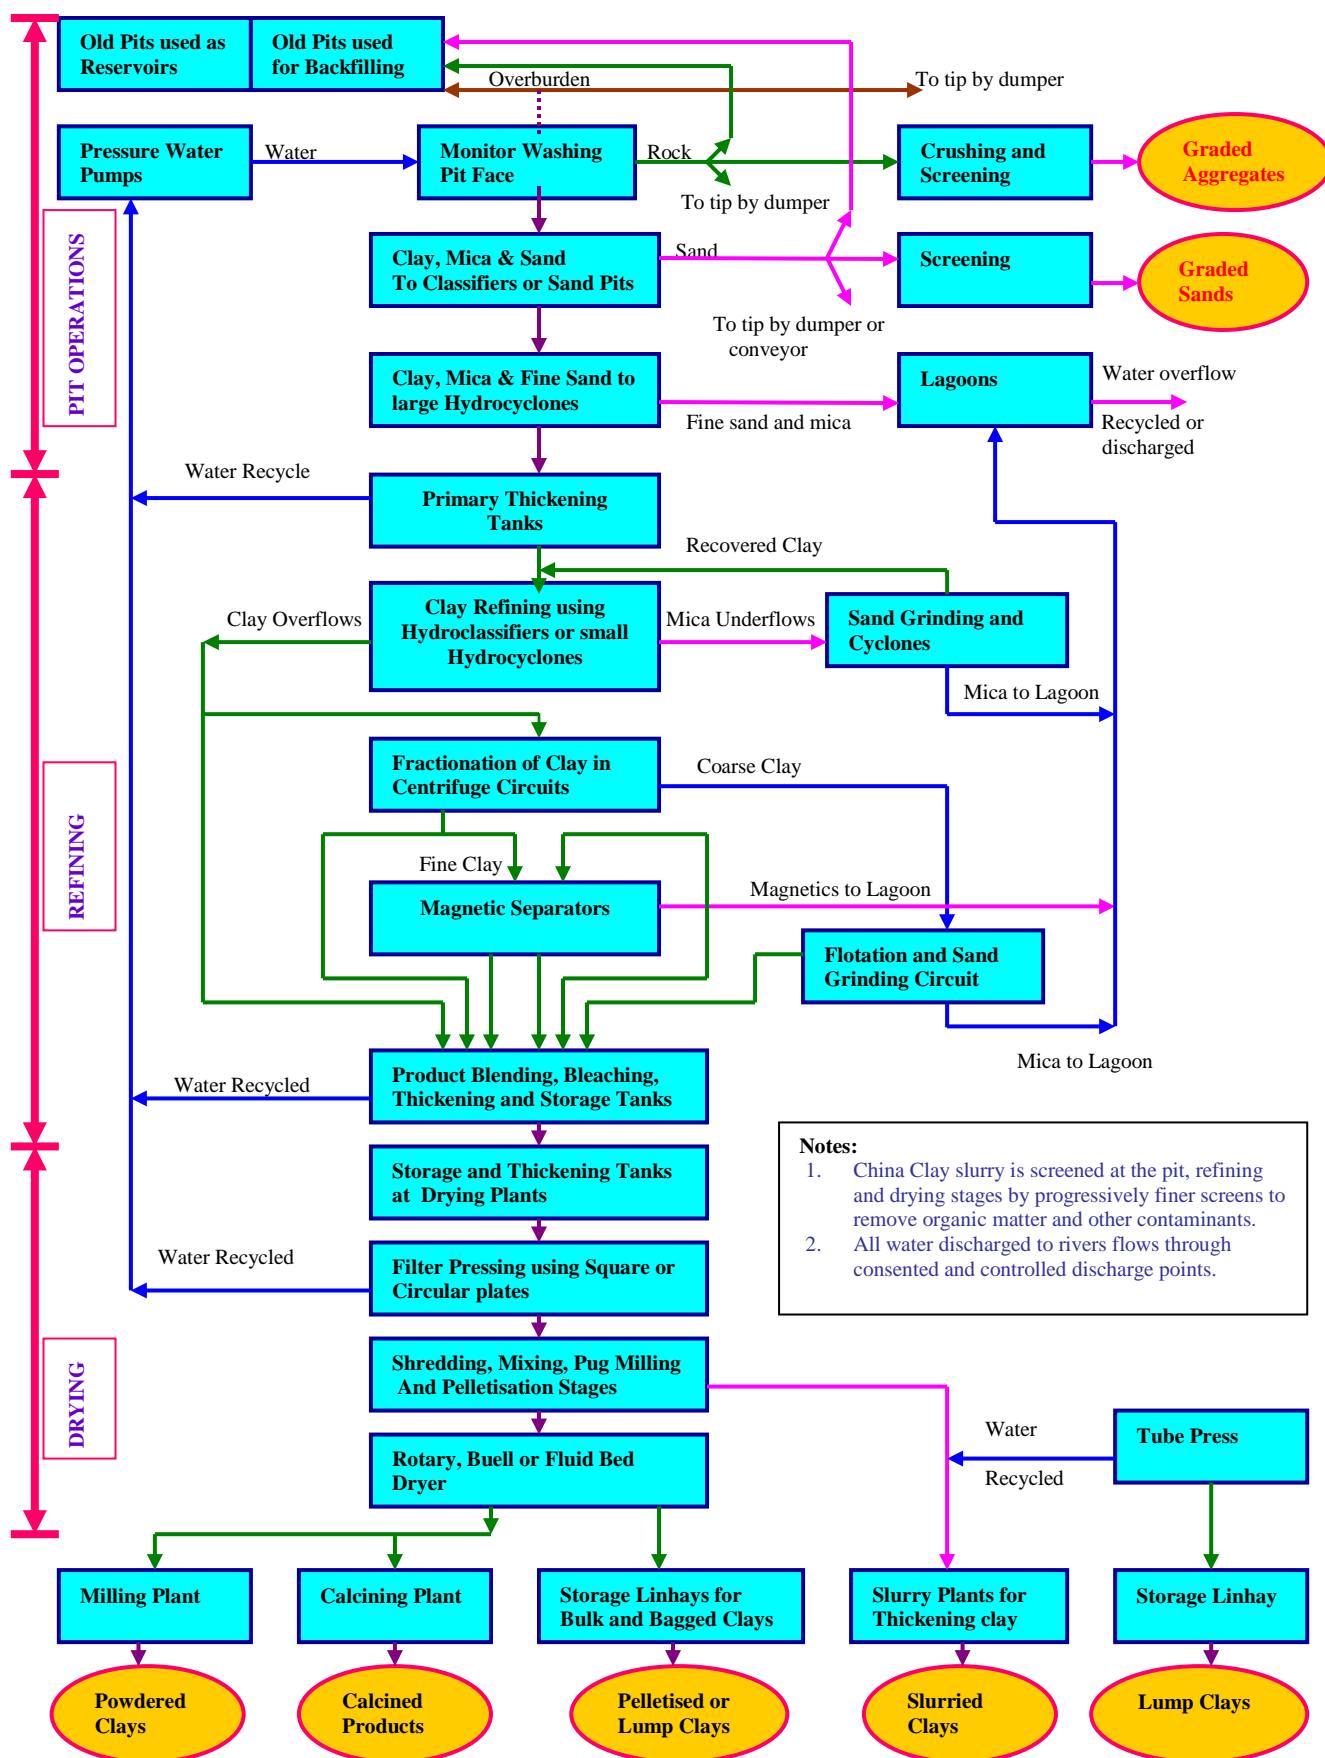 Old Pits used as
Reservoirs
Old Pits used
for Backfilling
Overburden
To tip by dumper
Pressure Water
Pumps
Water
Monitor Washing
Pit Face
Rock
To tip by dumper
Crushing and
Screening
Graded
Aggregates
Clay, Mica & Sand
To Classifiers or Sand Pits
Sand
Screening
Graded
Sands
To tip by dumper or
conveyor
PIT OPERATIONS
Clay, Mica & Fine Sand to
large Hydrocyclones
Fine sand and mica
Lagoons
Water overflow
Recycled or
discharged
Water Recycle
Primary Thickening
Tanks
Recovered Clay
Clay Overflows
Clay Refining using
Hydroclassifiers or small
Hydrocyclones
Mica Underflows
Sand Grinding and
Cyclones
Mica to Lagoon
REFINING
Fractionation of Clay in
Centrifuge Circuits
Coarse Clay
Fine Clay
Magnetic Separators
Magnetics to Lagoon
Flotation and Sand
Grinding Circuit
Mica to Lagoon
Water Recycled
Product Blending, Bleaching,
Thickening and Storage Tanks
Storage and Thickening Tanks
at Drying Plants
Notes:
1. China Clay slurry is screened at the pit, refining
and drying stages by progressively finer screens to
remove organic matter and other contaminants.
2. All water discharged to rivers flows through
consented and controlled discharge points.
Water Recycled
Filter Pressing using Square or
Circular plates
DRYING
Shredding, Mixing, Pug Milling
And Pelletisation Stages
Rotary, Buell or Fluid Bed
Dryer
Water
Recycled
Tube Press
Milling Plant
Calcining Plant
Storage Linhays for
Bulk and Bagged Clays
Slurry Plants for
Thickening clay
Storage Linhay
Powdered
Clays
Calcined
Products
Pelletised or
Lump Clays
Slurried
Clays
Lump Clays